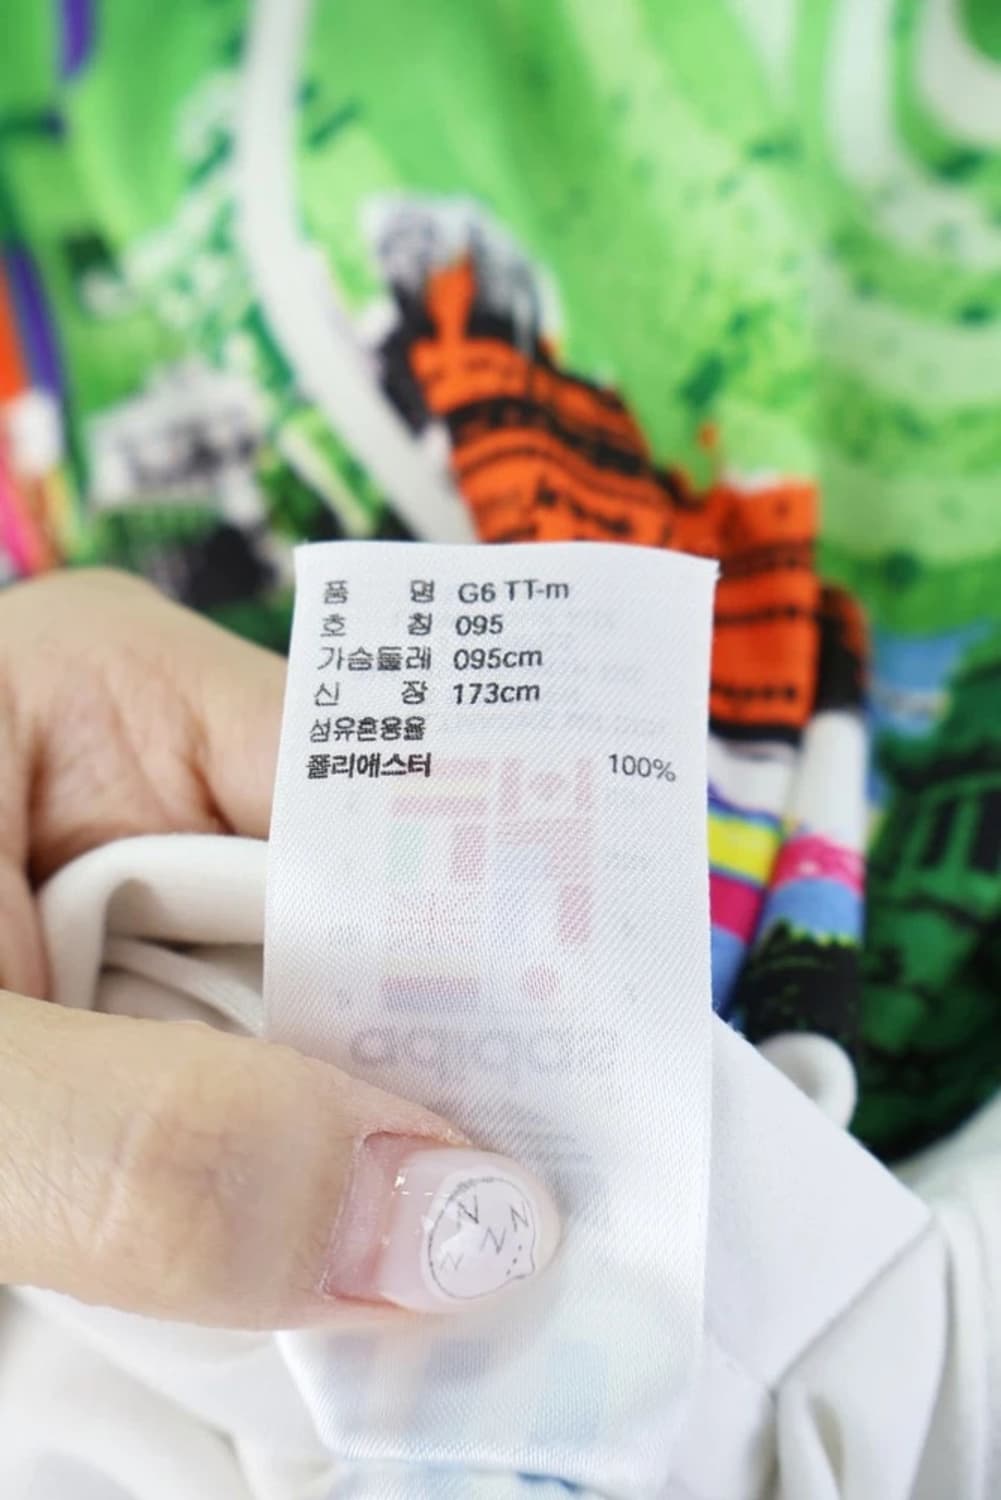 품 명 G6 TT-m
호 칭 095
가슴둘레 095cm
신 장 173cm
섬유혼용율
폴리에스터 100%
z z z z